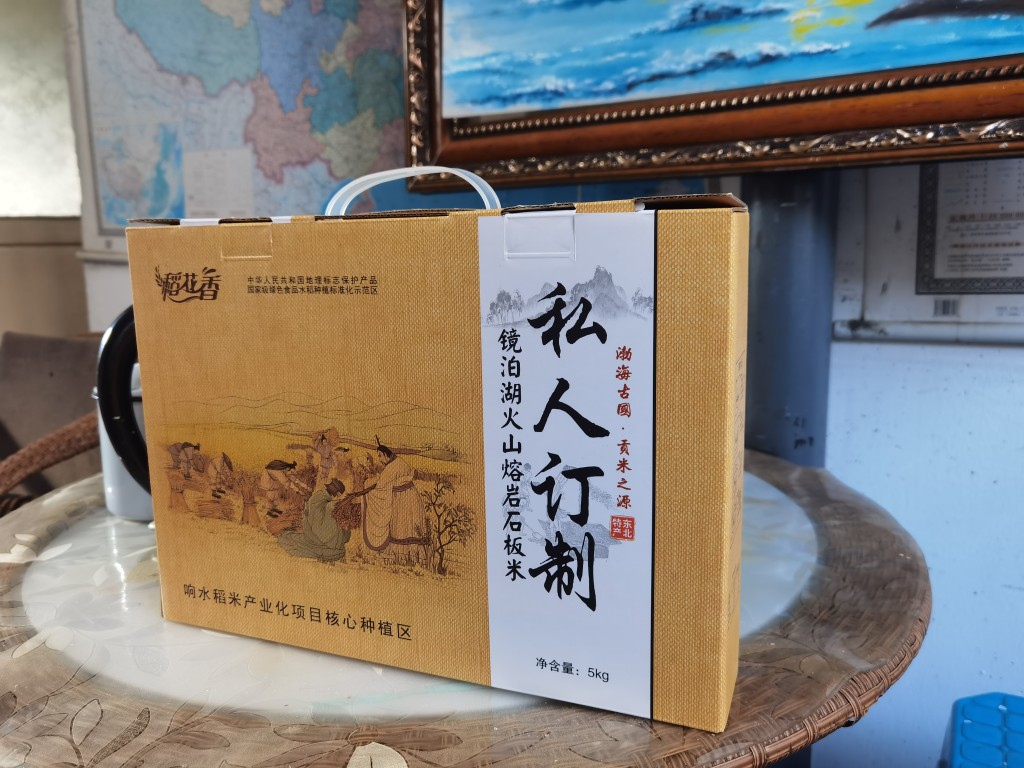 稻花香
中华人民共和国地理标志保护产品
国家级绿色食品水稻种植标准化示范区
私人订制
镜泊湖火山熔岩石板米
渤海古國·贡米之源
东北特产
响水稻米产业化项目核心种植区
净含量：5kg